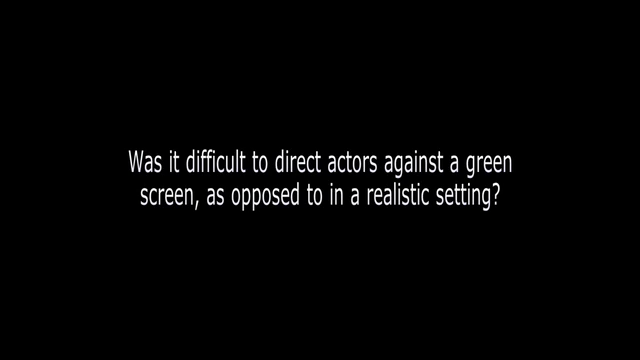 Was it difficult to direct actors against a green
screen, as opposed to in a realistic setting?